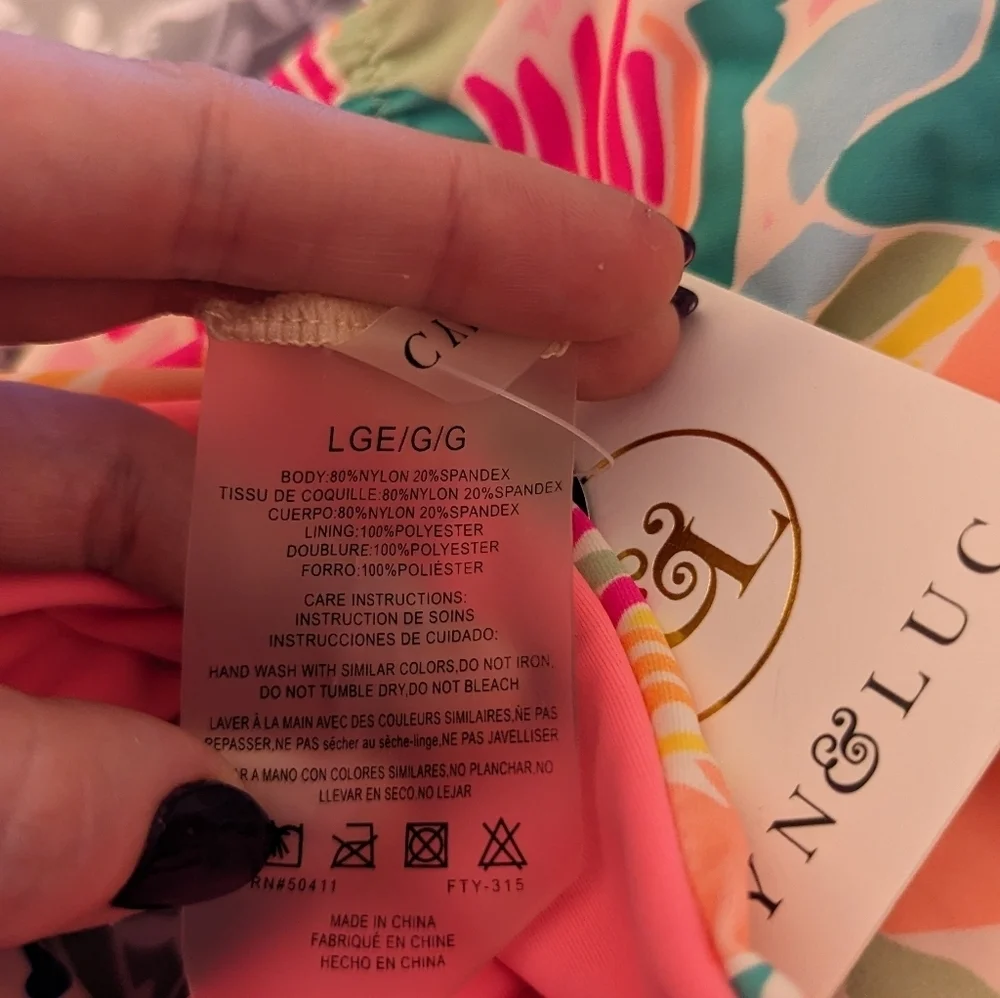 LGE/G/G
BODY:80%NYLON 20%SPANDEX
TISSU DE COQUILLE:80%NYLON 20%SPANDEX
CUERPO:80%NYLON 20%SPANDEX
LINING:100%POLYESTER
DOUBLURE:100%POLYESTER
FORRO:100%POLIÉSTER
CARE INSTRUCTIONS:
INSTRUCTION DE SOINS
INSTRUCCIONES DE CUIDADO:
HAND WASH WITH SIMILAR COLORS,DO NOT IRON,
DO NOT TUMBLE DRY,DO NOT BLEACH
LAVER À LA MAIN AVEC DES COULEURS SIMILAIRES,NE PAS
REPASSER,NE PAS sécher au sèche-linge,NE PAS JAVELLISER
A MANO CON COLORES SIMILARES,NO PLANCHAR,NO
LLEVAR EN SECO,NO LEJAR
RN#50411 FTY-315
MADE IN CHINA
FABRIQUÉ EN CHINE
HECHO EN CHINA
&L
YN&LUC